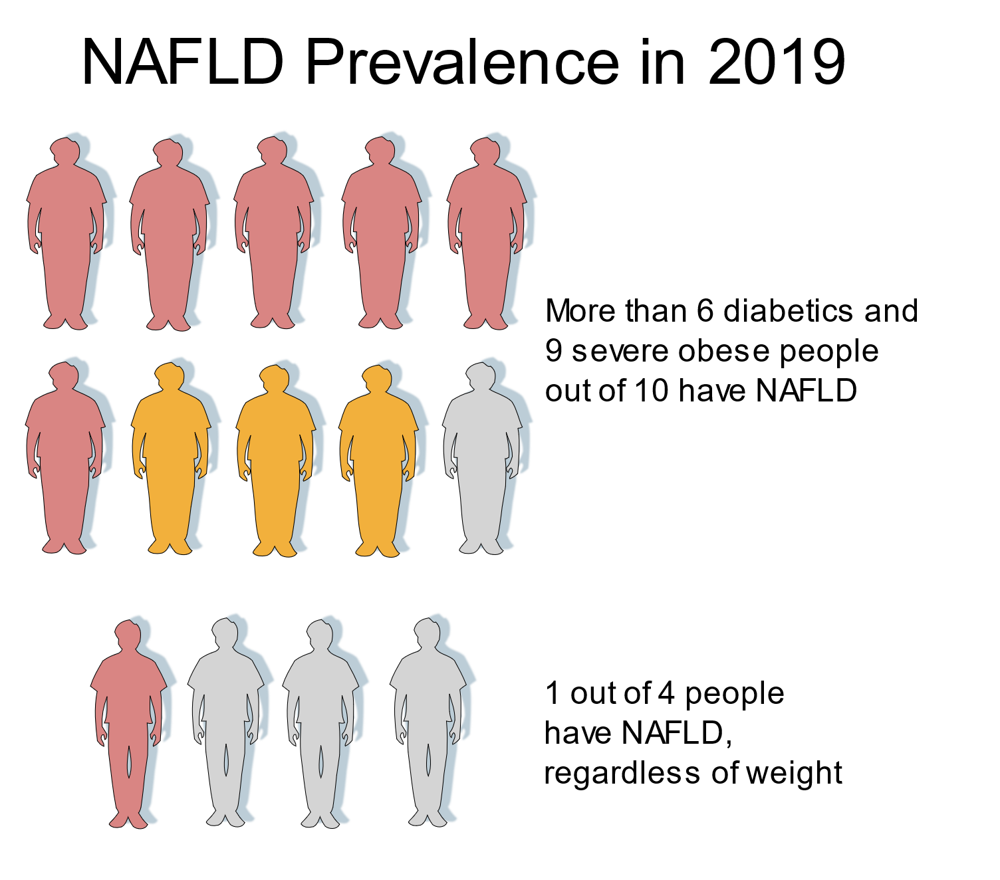 NAFLD Prevalence in 2019
More than 6 diabetics and
9 severe obese people
out of 10 have NAFLD
1 out of 4 people
have NAFLD,
regardless of weight